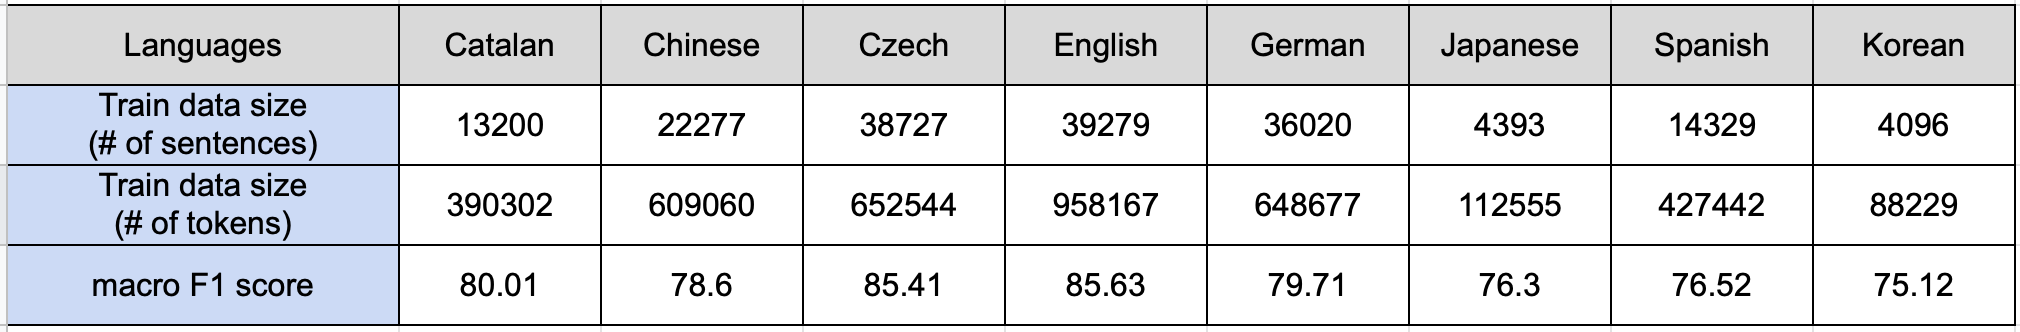 Languages Catalan Chinese Czech English German Japanese Spanish Korean
Train data size
(# of sentences) 13200 22277 38727 39279 36020 4393 14329 4096
Train data size
(# of tokens) 390302 609060 652544 958167 648677 112555 427442 88229
macro F1 score 80.01 78.6 85.41 85.63 79.71 76.3 76.52 75.12